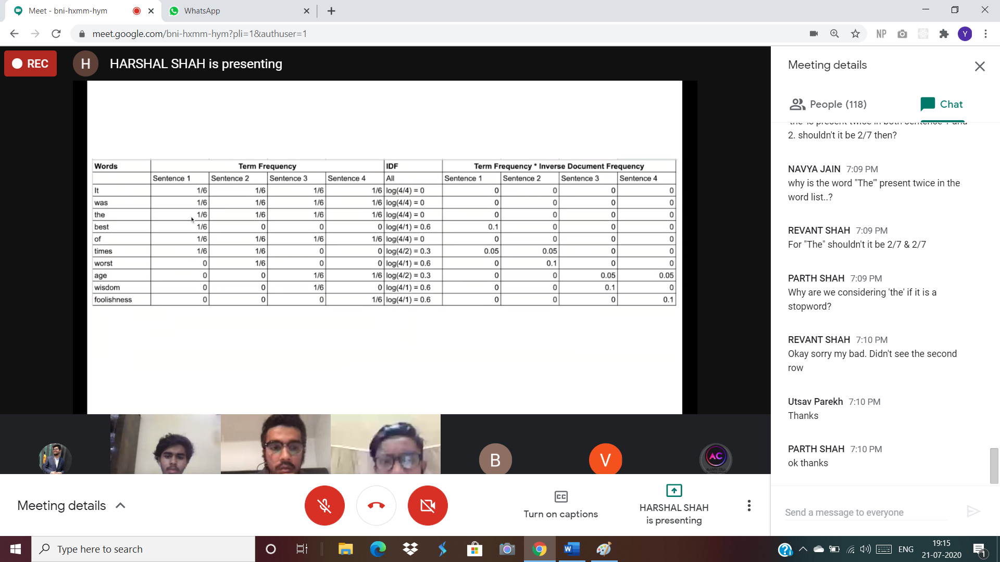 Meet - bni-hxmm-hym
WhatsApp
meet.google.com/bni-hxmm-hym?pli=1&authuser=1
NP
Y
REC
H
HARSHAL SHAH is presenting
Words Term Frequency IDF Term Frequency * Inverse Document Frequency
Sentence 1 Sentence 2 Sentence 3 Sentence 4 All Sentence 1 Sentence 2 Sentence 3 Sentence 4
It 1/6 1/6 1/6 1/6 log(4/4) = 0 0 0 0 0
was 1/6 1/6 1/6 1/6 log(4/4) = 0 0 0 0 0
the 1/6 1/6 1/6 1/6 log(4/4) = 0 0 0 0 0
best 1/6 0 0 0 log(4/1) = 0.6 0.1 0 0 0
of 1/6 1/6 1/6 1/6 log(4/4) = 0 0 0 0 0
times 1/6 1/6 0 0 log(4/2) = 0.3 0.05 0.05 0 0
worst 0 1/6 0 0 log(4/1) = 0.6 0 0.1 0 0
age 0 0 1/6 1/6 log(4/2) = 0.3 0 0 0.05 0.05
wisdom 0 0 1/6 0 log(4/1) = 0.6 0 0 0.1 0
foolishness 0 0 0 1/6 log(4/1) = 0.6 0 0 0 0.1
B
V
AC
Meeting details
Turn on captions
HARSHAL SHAH
is presenting
Meeting details
People (118)
Chat
2. shouldn't it be 2/7 then?
NAVYA JAIN 7:09 PM
why is the word "The'" present twice in the
word list..?
REVANT SHAH 7:09 PM
For "The" shouldn't it be 2/7 & 2/7
PARTH SHAH 7:09 PM
Why are we considering 'the' if it is a
stopword?
REVANT SHAH 7:10 PM
Okay sorry my bad. Didn't see the second
row
Utsav Parekh 7:10 PM
Thanks
PARTH SHAH 7:10 PM
ok thanks
Send a message to everyone
Type here to search
ENG
19:15
21-07-2020
1